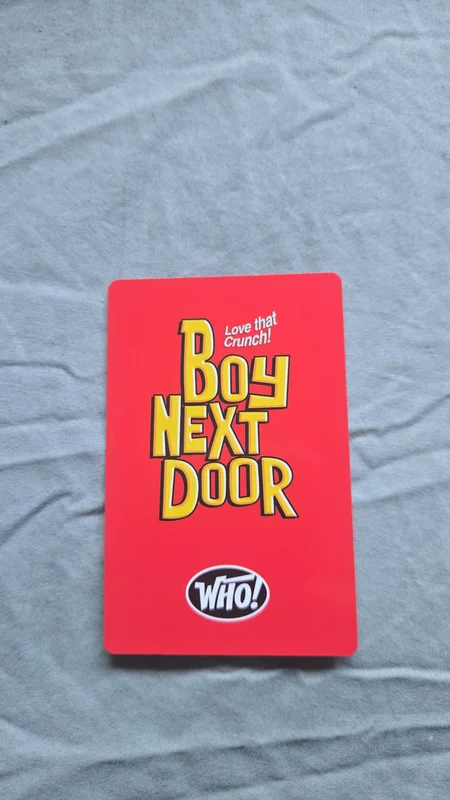 Love that
Crunch!
Boy
NEXT
DOOR
WHO!